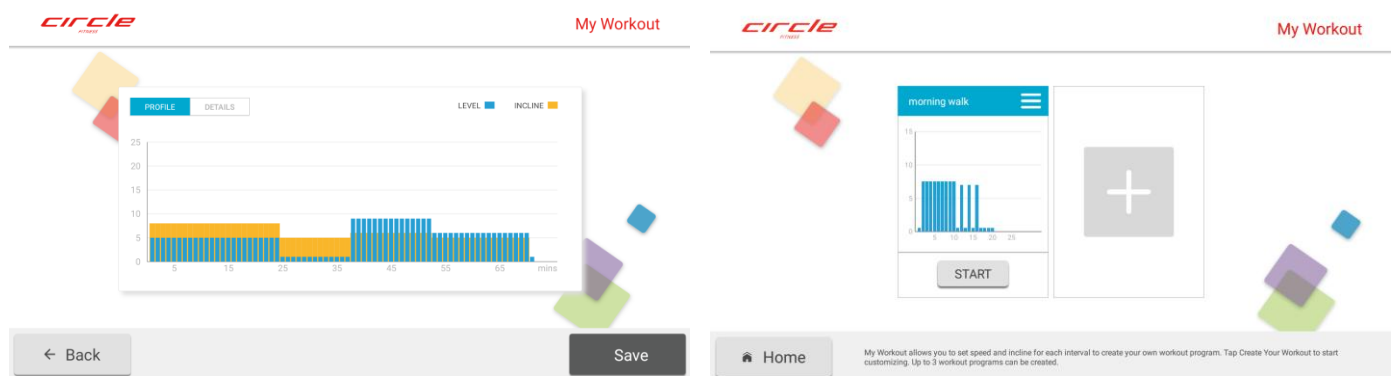 circle
FITNESS
My Workout
PROFILE
DETAILS
LEVEL
INCLINE
25
20
15
10
5
0
5 15 25 35 45 55 65 mins
← Back
Save
circle
FITNESS
My Workout
morning walk
15
10
5
0
5 10 15 20 25
START
Home
My Workout allows you to set speed and incline for each interval to create your own workout program. Tap Create Your Workout to start
customizing. Up to 3 workout programs can be created.